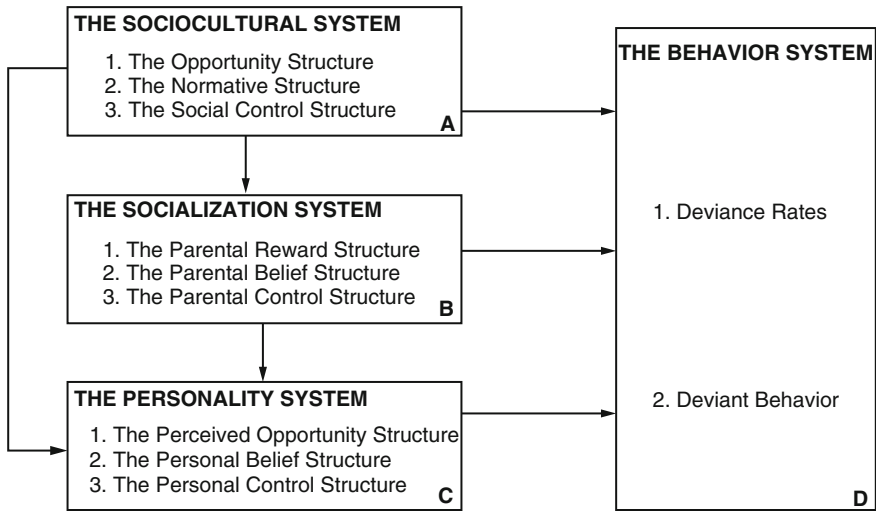 THE SOCIOCULTURAL SYSTEM
1. The Opportunity Structure
2. The Normative Structure
3. The Social Control Structure
A
THE SOCIALIZATION SYSTEM
1. The Parental Reward Structure
2. The Parental Belief Structure
3. The Parental Control Structure
B
THE PERSONALITY SYSTEM
1. The Perceived Opportunity Structure
2. The Personal Belief Structure
3. The Personal Control Structure
C
THE BEHAVIOR SYSTEM
1. Deviance Rates
2. Deviant Behavior
D